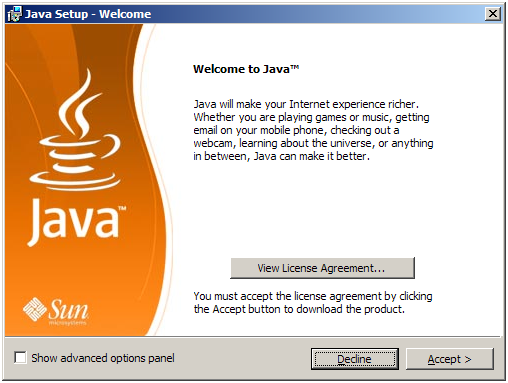 Java Setup - Welcome
Welcome to Java™
Java will make your Internet experience richer.
Whether you are playing games or music, getting
email on your mobile phone, checking out a
webcam, learning about the universe, or anything
in between, Java can make it better.
Java™
View License Agreement...
You must accept the license agreement by clicking
the Accept button to download the product.
Sun
microsystems
Show advanced options panel
Decline
Accept >